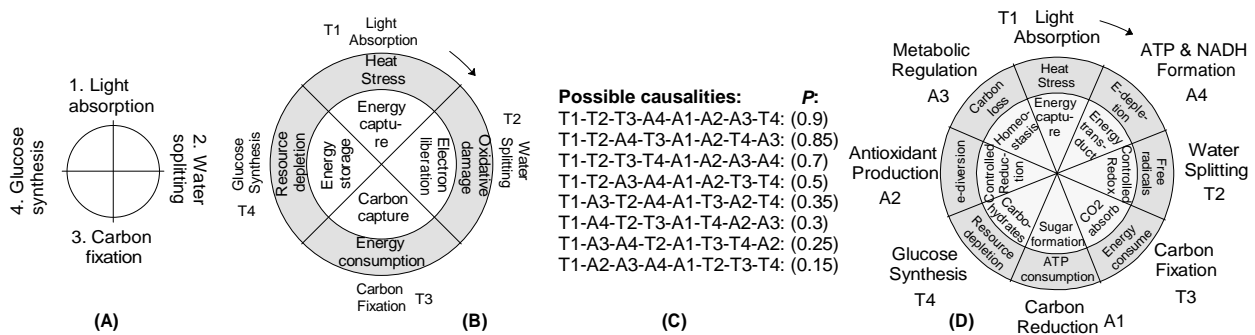 1. Light
absorption
2. Water
soplitting
3. Carbon
fixation
4. Glucose
synthesis
(A)
T1
Light
Absorption
Heat
Stress
Energy
captu-
re
T2
Water
Splitting
Oxidative
damage
Electron
liberation
Carbon capture
Energy
consumption
Carbon
Fixation
T3
Energy
storage
Resource
depletion
Glucose
Synthesis
T4
(B)
Possible causalities: P:
T1-T2-T3-A4-A1-A2-A3-T4: (0.9)
T1-T2-T3-A1-A2-A4-T4-A3: (0.85)
T1-T2-T3-T4-A1-A2-A3-A4: (0.7)
T1-T2-A3-A4-A1-A2-T3-T4: (0.5)
T1-A3-T2-A4-A1-T3-A2-T4: (0.35)
T1-A4-T2-T3-A1-T4-A2-A3: (0.3)
T1-A3-A4-T2-A1-T3-T4-A2: (0.25)
T1-A2-A3-A4-A1-T2-T3-T4: (0.15)
(C)
T1
Light
Absorption
Heat
Stress
Energy
captu-
re
ATP & NADH
Formation
A4
E-deple-
tion
Energy
trans-
duct
Water
Splitting
T2
Free
radicals
Controlled
Redox
Carbon
Fixation
T3
Energy
consume
CO2
absorb
Carbon
Reduction
A1
ATP
consumption
Sugar
formation
Glucose
Synthesis
T4
Resource
depletion
Carbo-
hydrates
Antioxidant
Production
A2
e-diversion
Controlled
Reduc-
tion
Metabolic
Regulation
A3
Carbon
loss
Homeo-
stasis
(D)